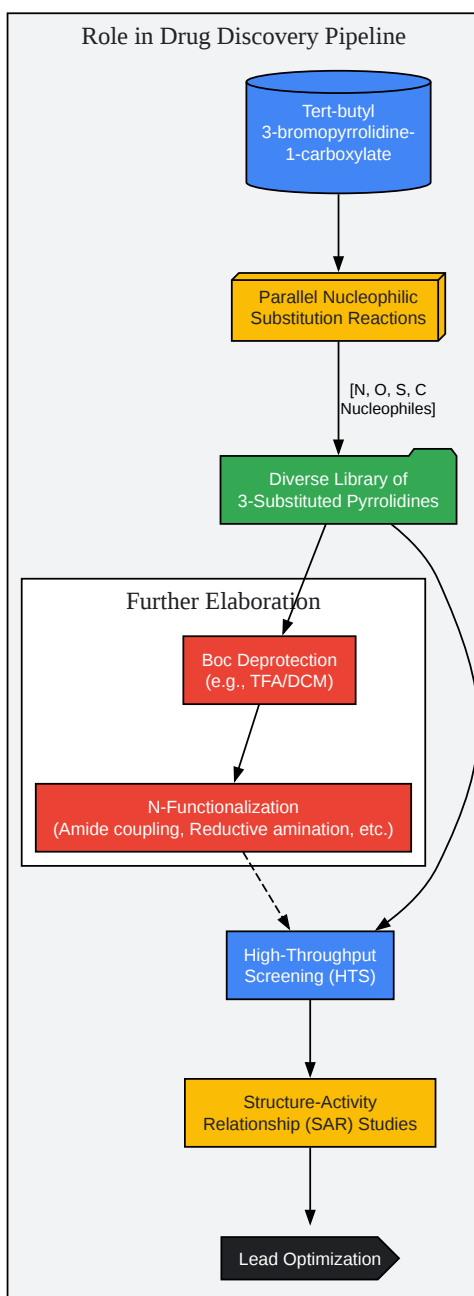 Role in Drug Discovery Pipeline
Tert-butyl
3-bromopyrrolidine-
1-carboxylate
Parallel Nucleophilic
Substitution Reactions
[N, O, S, C
Nucleophiles]
Diverse Library of
3-Substituted Pyrrolidines
Further Elaboration
Boc Deprotection
(e.g., TFA/DCM)
N-Functionalization
(Amide coupling, Reductive amination, etc.)
High-Throughput
Screening (HTS)
Structure-Activity
Relationship (SAR) Studies
Lead Optimization